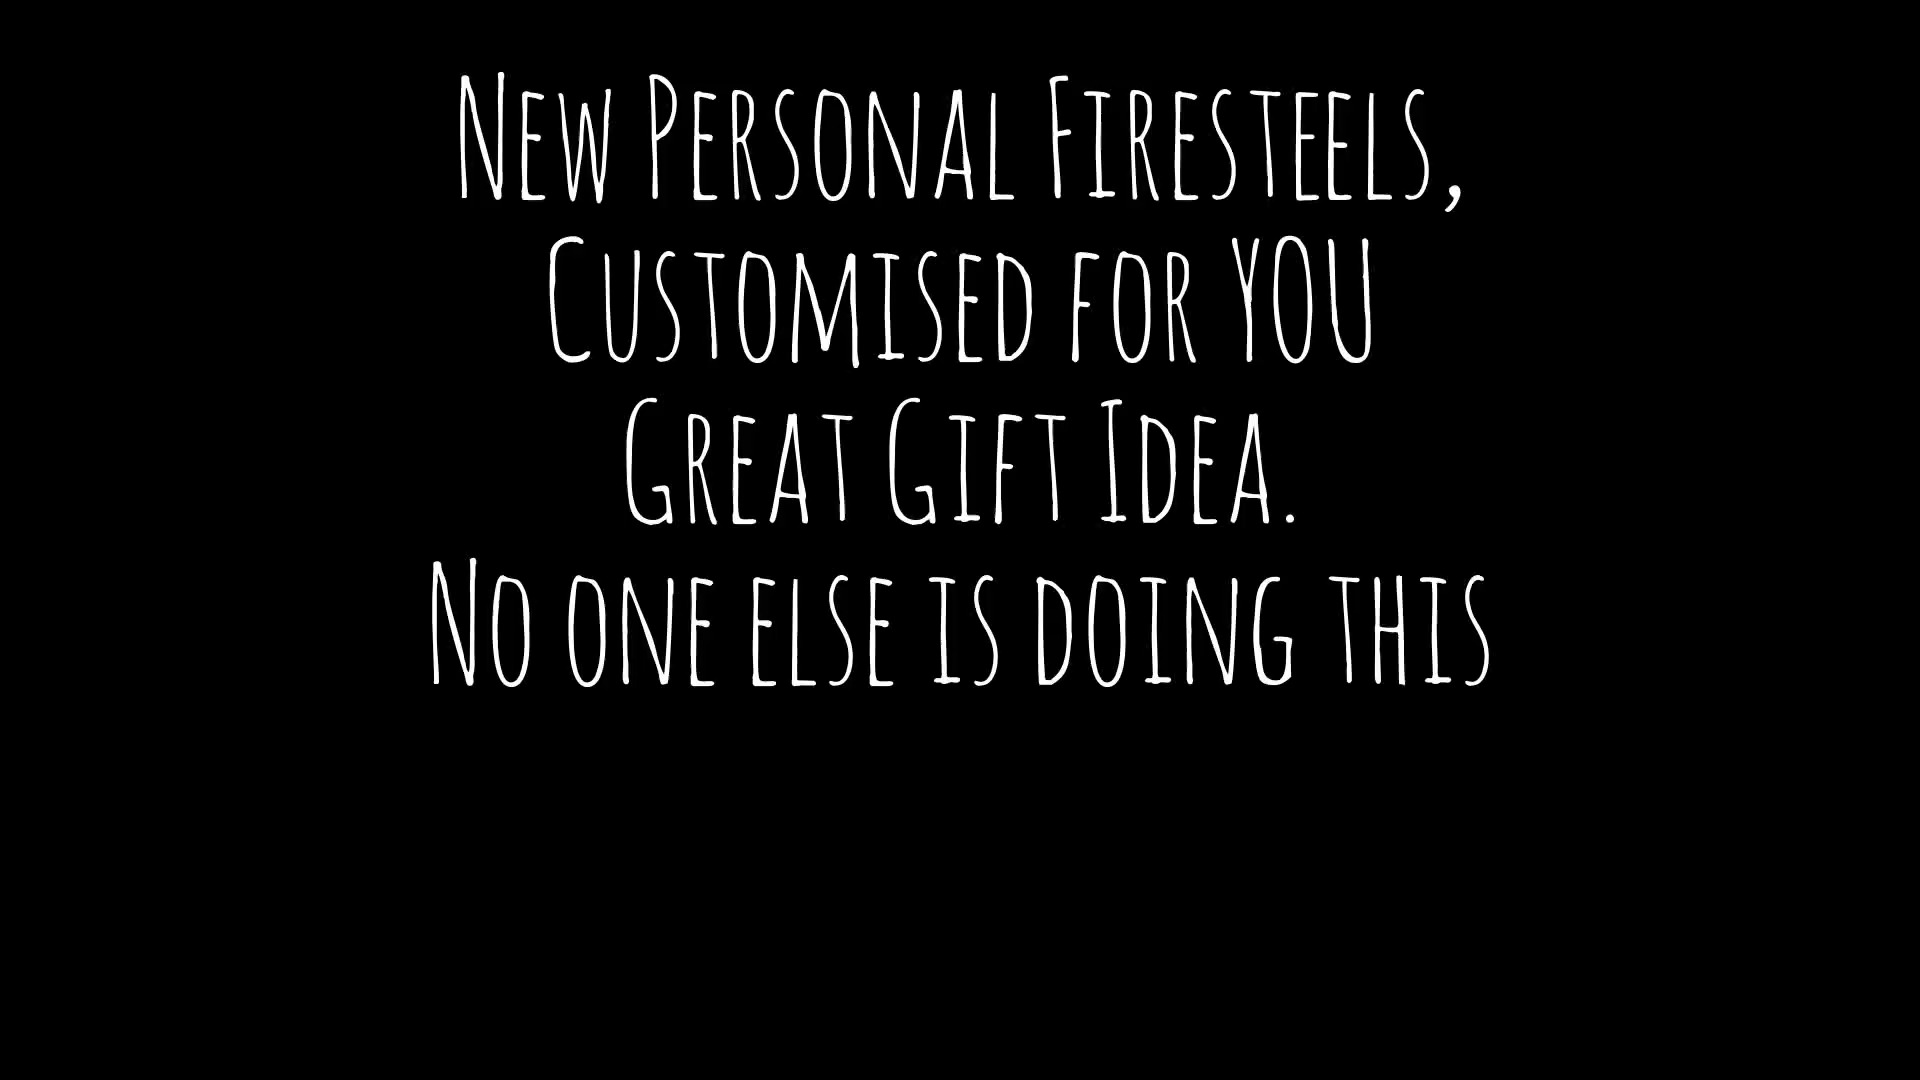 New Personal Firesteels,
Customised for YOU
Great Gift Idea.
No one else is doing this